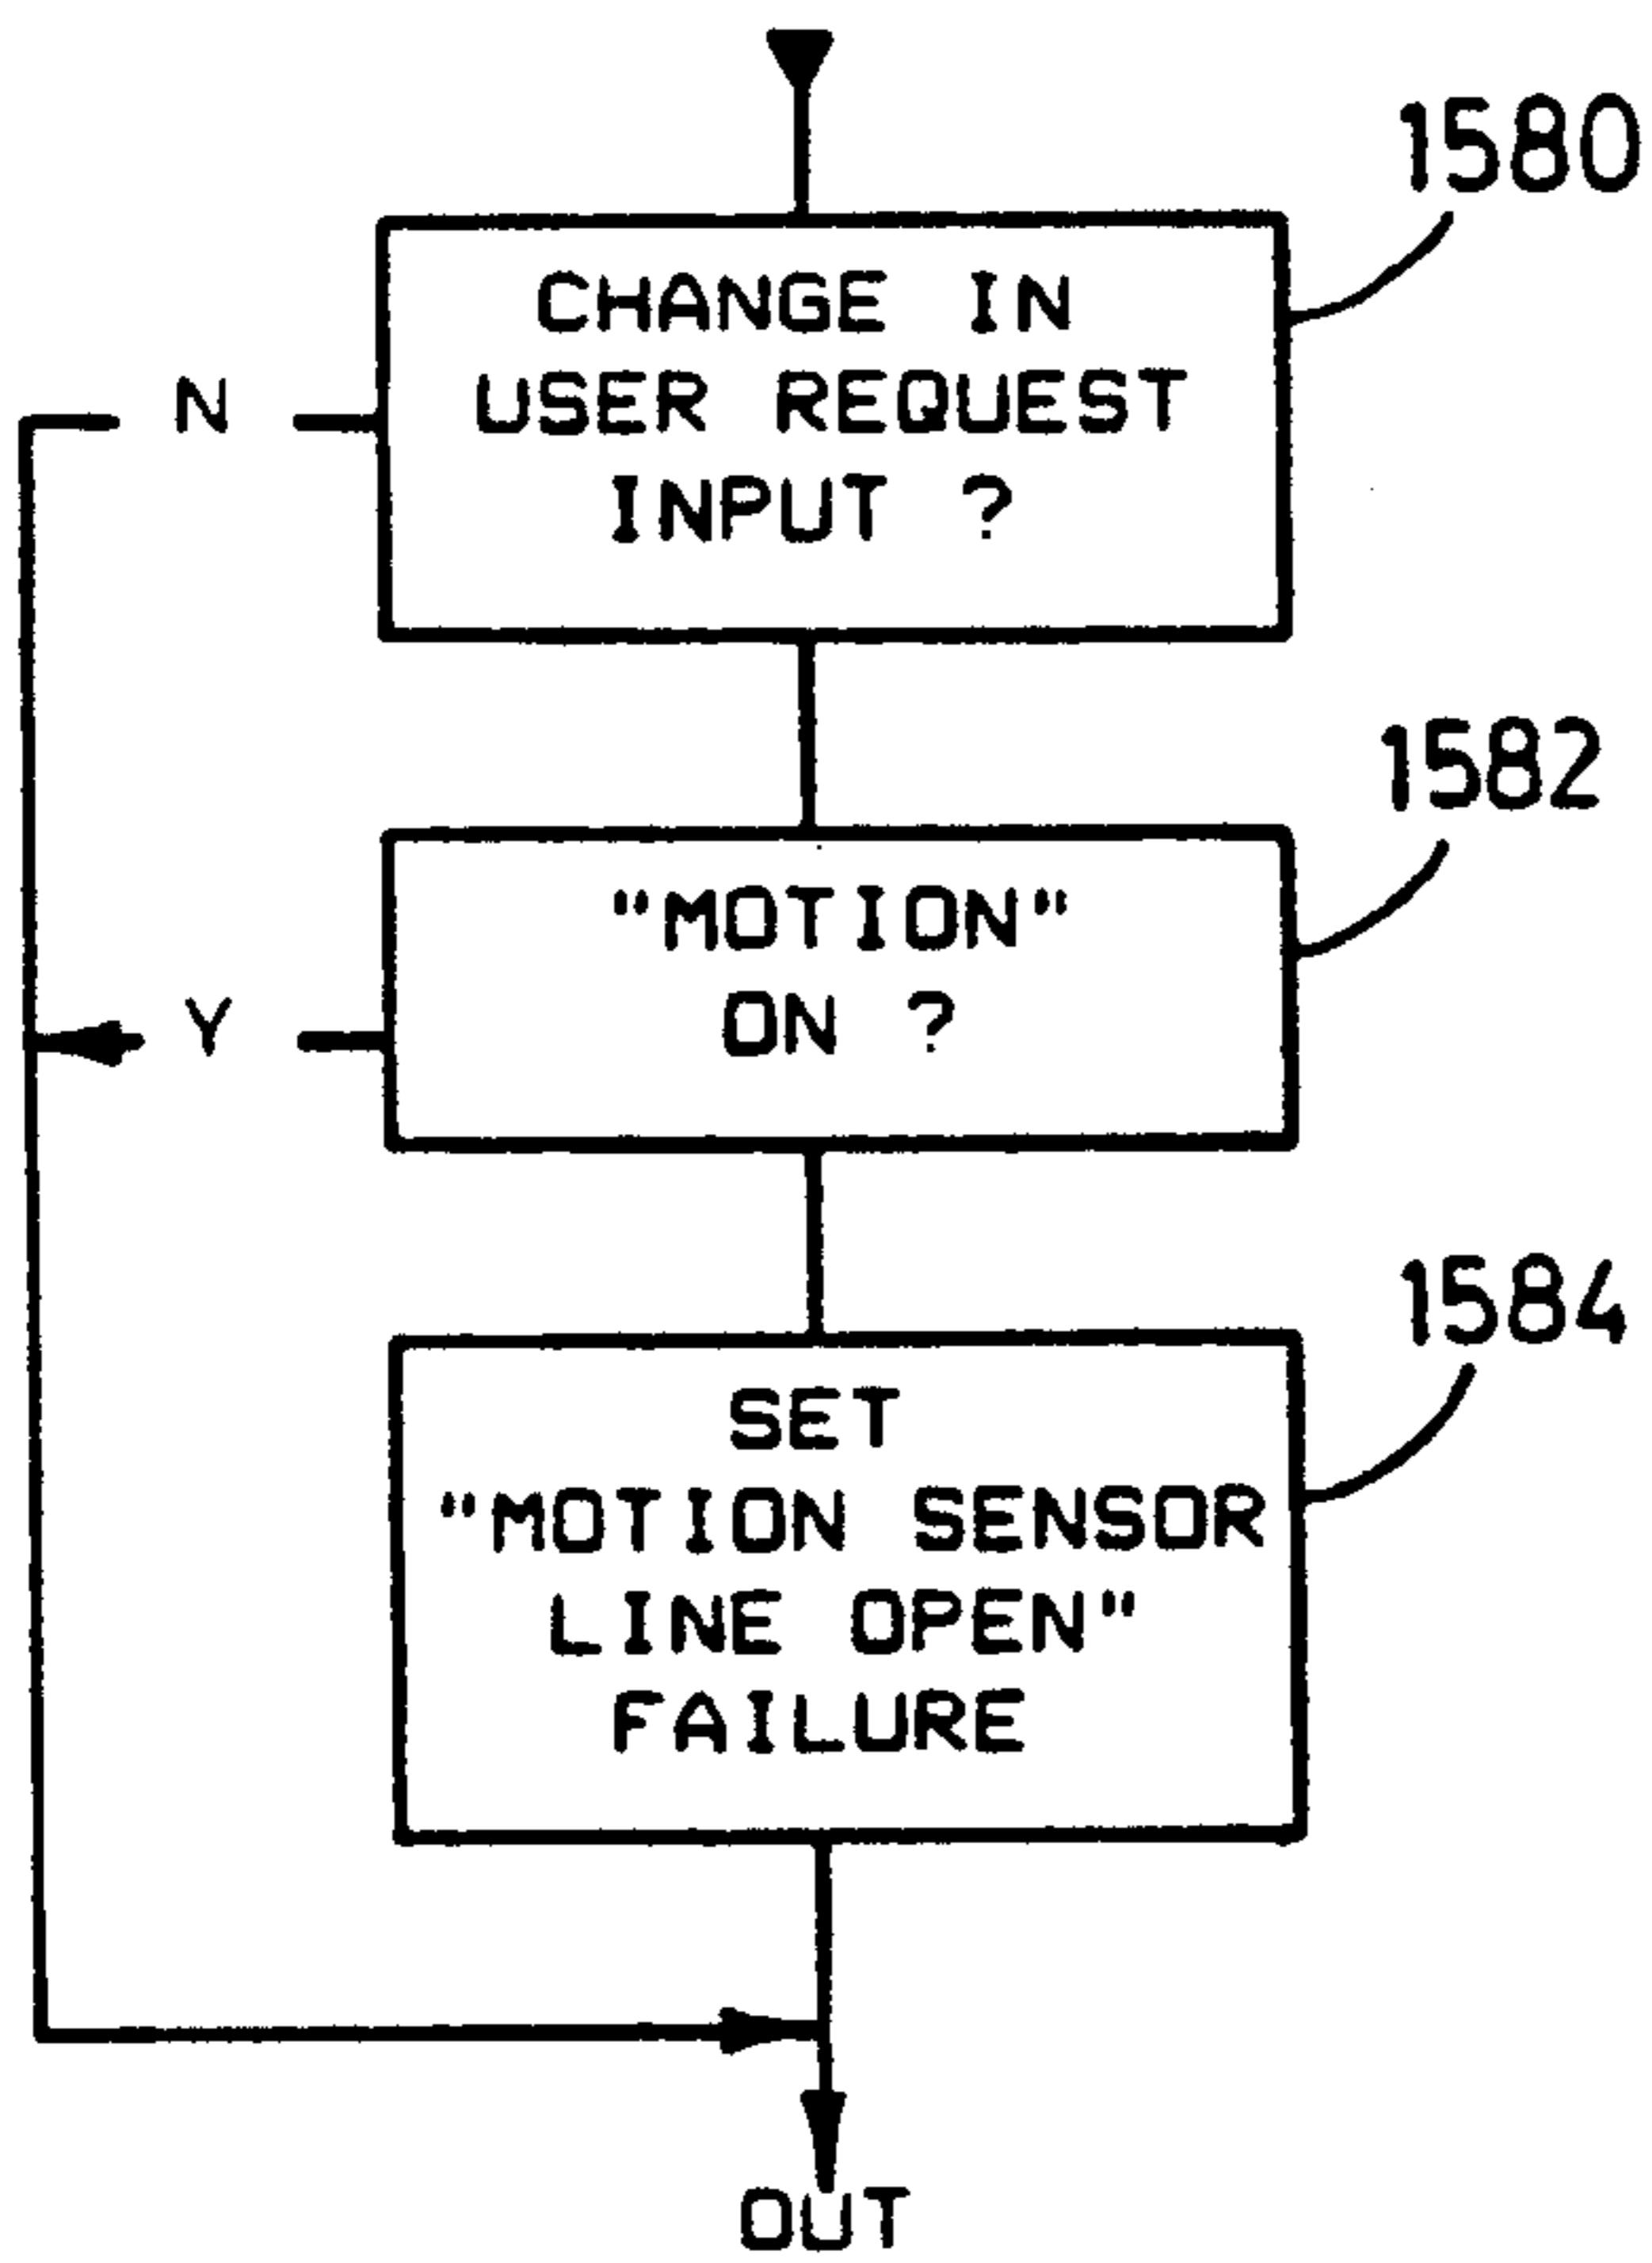 1580
CHANGE IN
USER REQUEST
INPUT ?
N
1582
"MOTION"
ON ?
Y
1584
SET
"MOTION SENSOR
LINE OPEN"
FAILURE
OUT